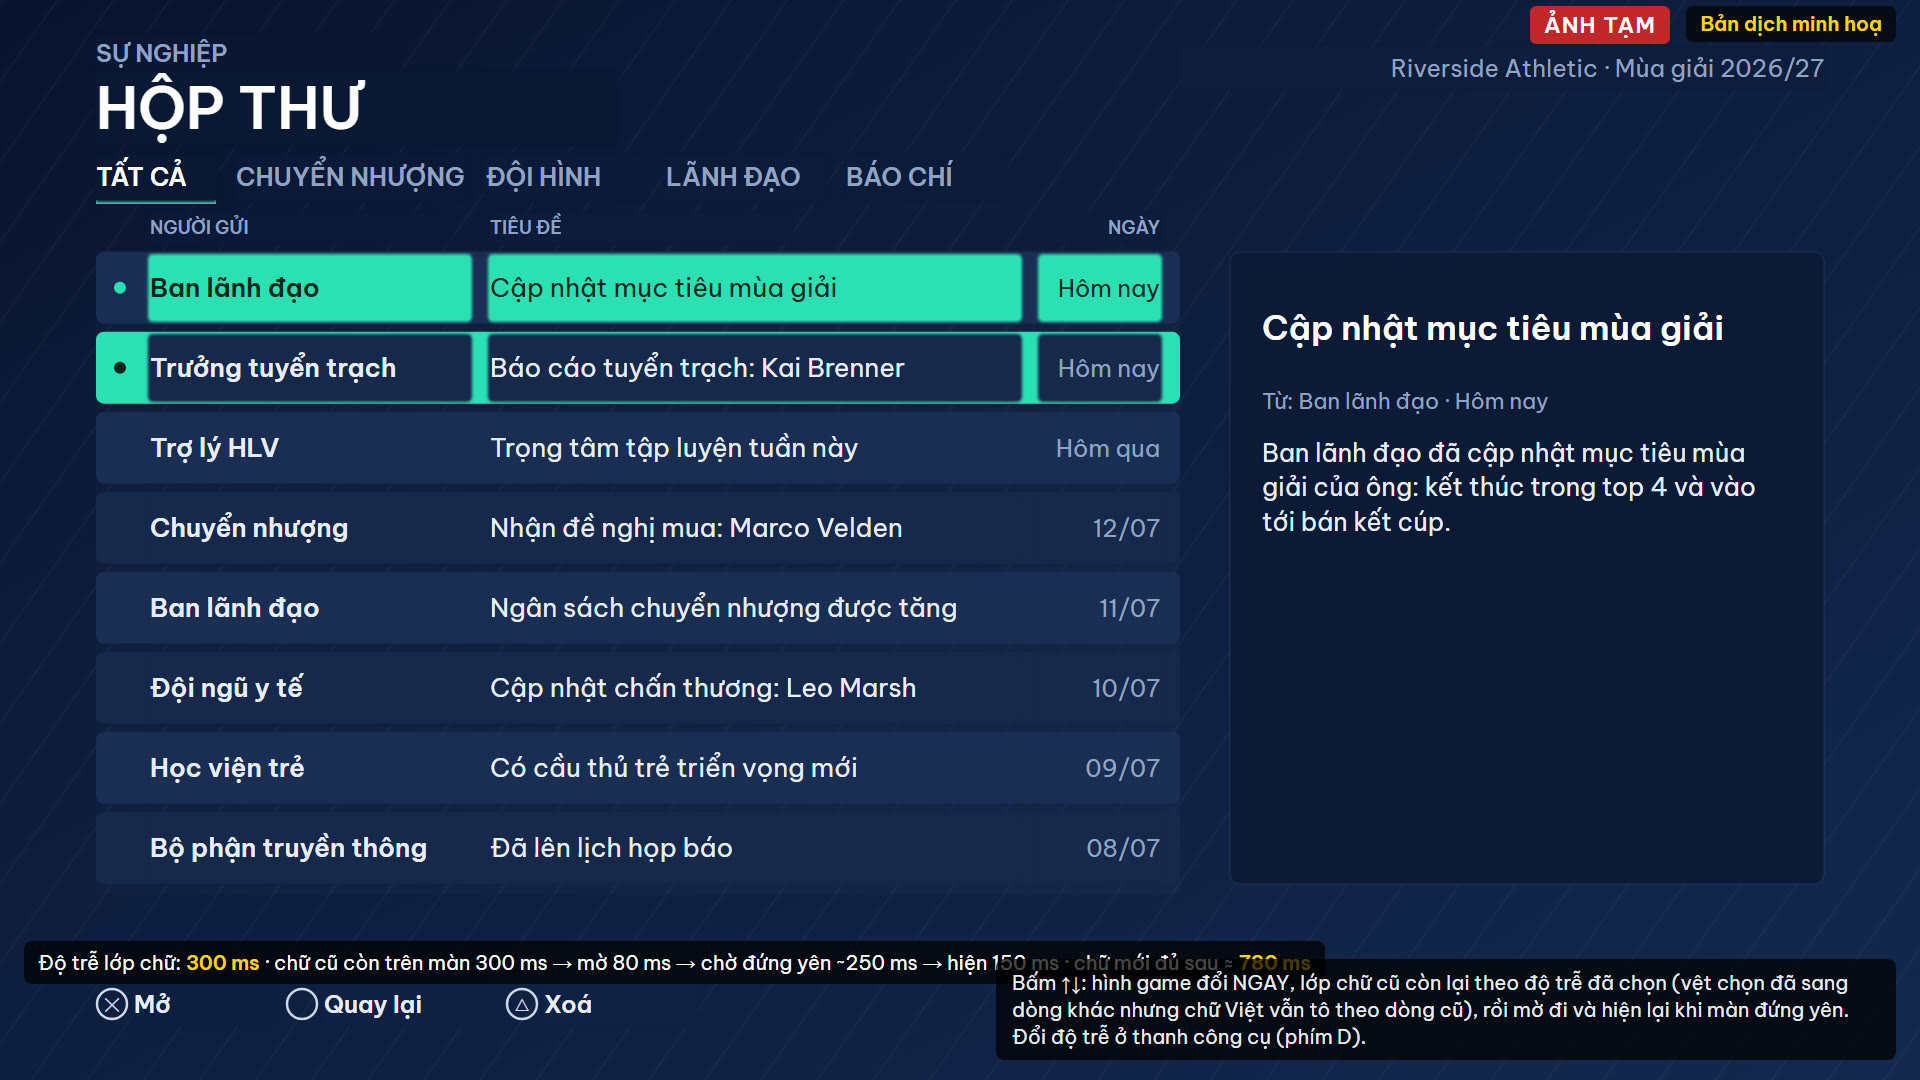 ẢNH TẠM
Bản dịch minh hoạ
SỰ NGHIỆP
Riverside Athletic · Mùa giải 2026/27
HỘP THƯ
TẤT CẢ CHUYỂN NHƯỢNG ĐỘI HÌNH LÃNH ĐẠO BÁO CHÍ
NGƯỜI GỬI TIÊU ĐỀ NGÀY
Ban lãnh đạo Cập nhật mục tiêu mùa giải Hôm nay
Trưởng tuyển trạch Báo cáo tuyển trạch: Kai Brenner Hôm nay
Trợ lý HLV Trọng tâm tập luyện tuần này Hôm qua
Chuyển nhượng Nhận đề nghị mua: Marco Velden 12/07
Ban lãnh đạo Ngân sách chuyển nhượng được tăng 11/07
Đội ngũ y tế Cập nhật chấn thương: Leo Marsh 10/07
Học viện trẻ Có cầu thủ trẻ triển vọng mới 09/07
Bộ phận truyền thông Đã lên lịch họp báo 08/07
Cập nhật mục tiêu mùa giải
Từ: Ban lãnh đạo · Hôm nay
Ban lãnh đạo đã cập nhật mục tiêu mùa
giải của ông: kết thúc trong top 4 và vào
tới bán kết cúp.
Độ trễ lớp chữ: 300 ms · chữ cũ còn trên màn 300 ms → mờ 80 ms → chờ đứng yên ~250 ms → hiện 150 ms · chữ mới đủ sau ≈ 780 ms
Mở Quay lại Xoá
Bấm ↑↓: hình game đổi NGAY, lớp chữ cũ còn lại theo độ trễ đã chọn (vệt chọn đã sang
dòng khác nhưng chữ Việt vẫn tô theo dòng cũ), rồi mờ đi và hiện lại khi màn đứng yên.
Đổi độ trễ ở thanh công cụ (phím D).